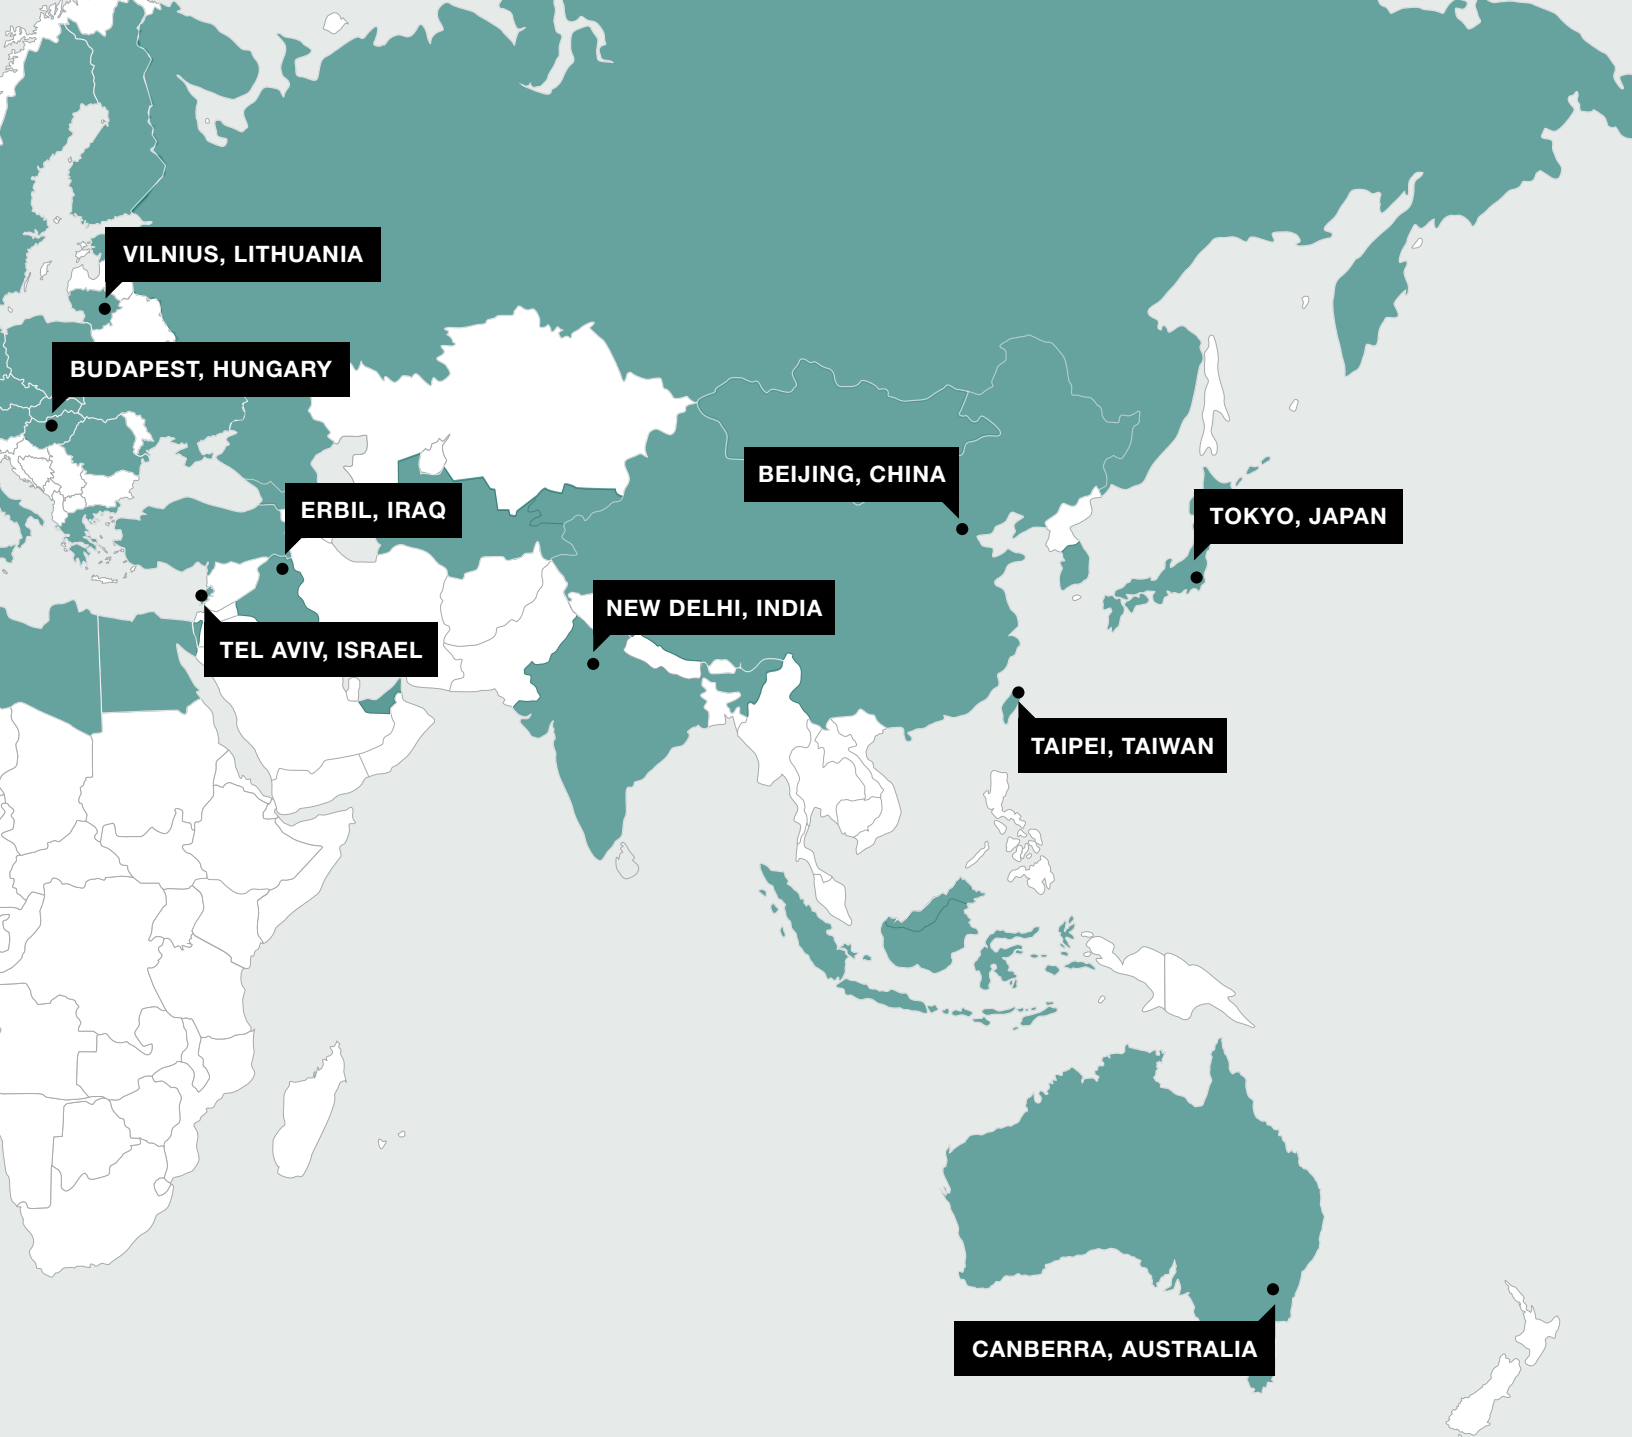 VILNIUS, LITHUANIA
BUDAPEST, HUNGARY
BEIJING, CHINA
ERBIL, IRAQ
TOKYO, JAPAN
NEW DELHI, INDIA
TEL AVIV, ISRAEL
TAIPEI, TAIWAN
CANBERRA, AUSTRALIA